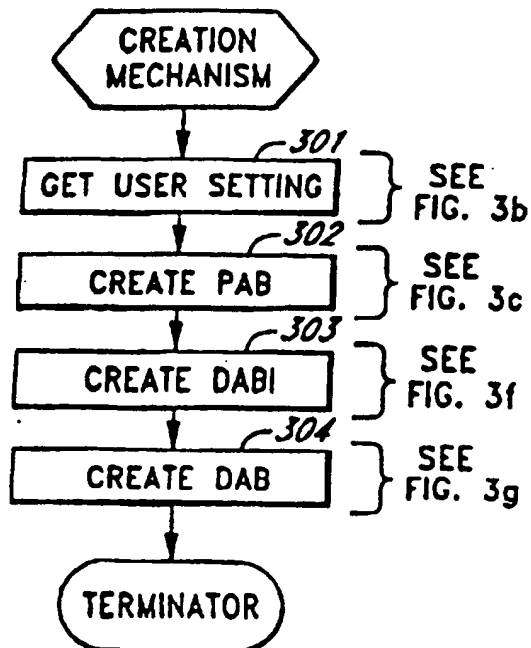 CREATION
MECHANISM
301
GET USER SETTING
SEE
FIG. 3b
302
CREATE PAB
SEE
FIG. 3c
303
CREATE DABI
SEE
FIG. 3f
304
CREATE DAB
SEE
FIG. 3g
TERMINATOR